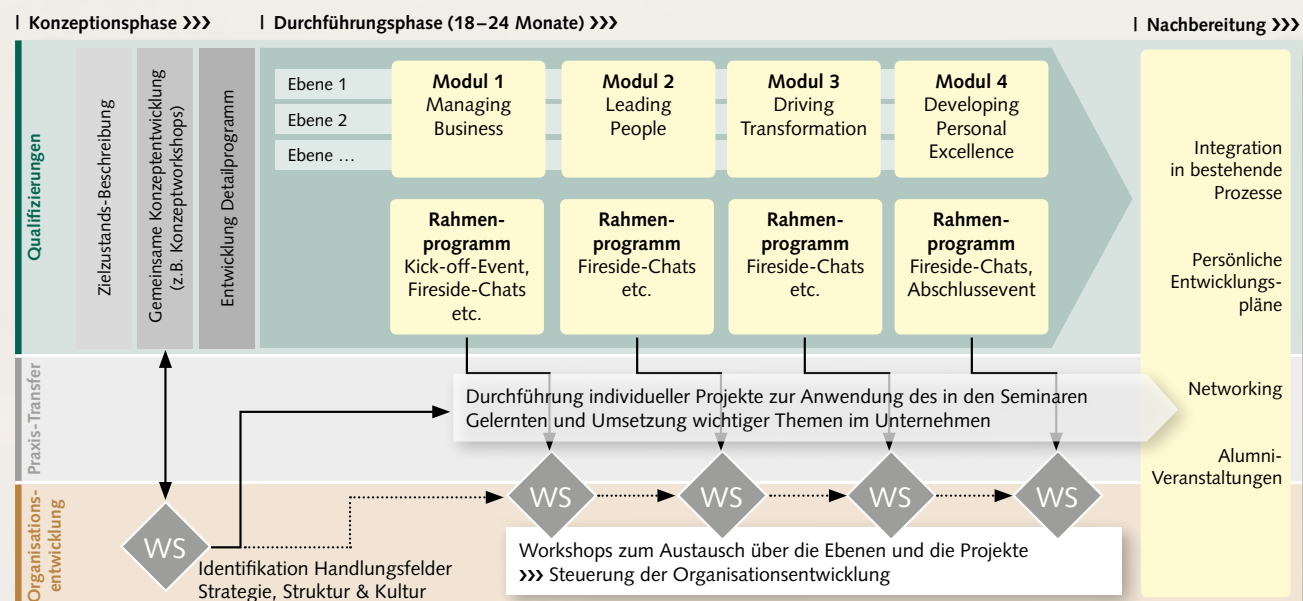 | Konzeptionsphase ❯❯❯
| Durchführungsphase (18–24 Monate) ❯❯❯
| Nachbereitung ❯❯❯
Qualifizierungen
Zielzustands-Beschreibung
Gemeinsame Konzeptentwicklung
(z.B. Konzeptworkshops)
Entwicklung Detailprogramm
Ebene 1
Ebene 2
Ebene …
Modul 1
Managing
Business
Modul 2
Leading
People
Modul 3
Driving
Transformation
Modul 4
Developing
Personal
Excellence
Rahmen-
programm
Kick-off-Event,
Fireside-Chats
etc.
Rahmen-
programm
Fireside-Chats
etc.
Rahmen-
programm
Fireside-Chats
etc.
Rahmen-
programm
Fireside-Chats,
Abschlussevent
Integration
in bestehende
Prozesse
Persönliche
Entwicklungs-
pläne
Networking
Alumni-
Veranstaltungen
Praxis-Transfer
Durchführung individueller Projekte zur Anwendung des in den Seminaren
Gelernten und Umsetzung wichtiger Themen im Unternehmen
Organisations-
entwicklung
WS
WS
WS
WS
WS
Identifikation Handlungsfelder
Strategie, Struktur & Kultur
Workshops zum Austausch über die Ebenen und die Projekte
❯❯❯ Steuerung der Organisationsentwicklung